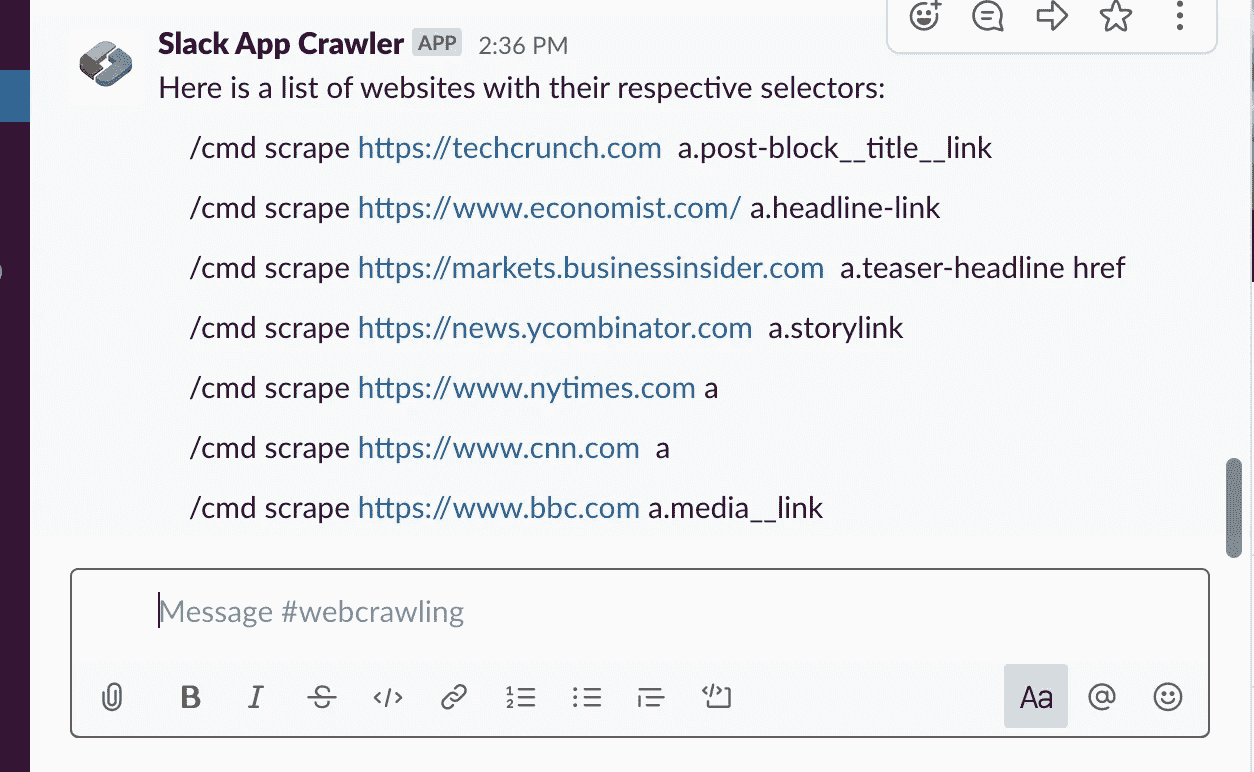 Slack App Crawler APP 2:36 PM
Here is a list of websites with their respective selectors:
/cmd scrape https://techcrunch.com  a.post-block__title__link
/cmd scrape https://www.economist.com/ a.headline-link
/cmd scrape https://markets.businessinsider.com  a.teaser-headline href
/cmd scrape https://news.ycombinator.com  a.storylink
/cmd scrape https://www.nytimes.com a
/cmd scrape https://www.cnn.com  a
/cmd scrape https://www.bbc.com a.media__link
Message #webcrawling
B I S </> 1 2 </> Aa @